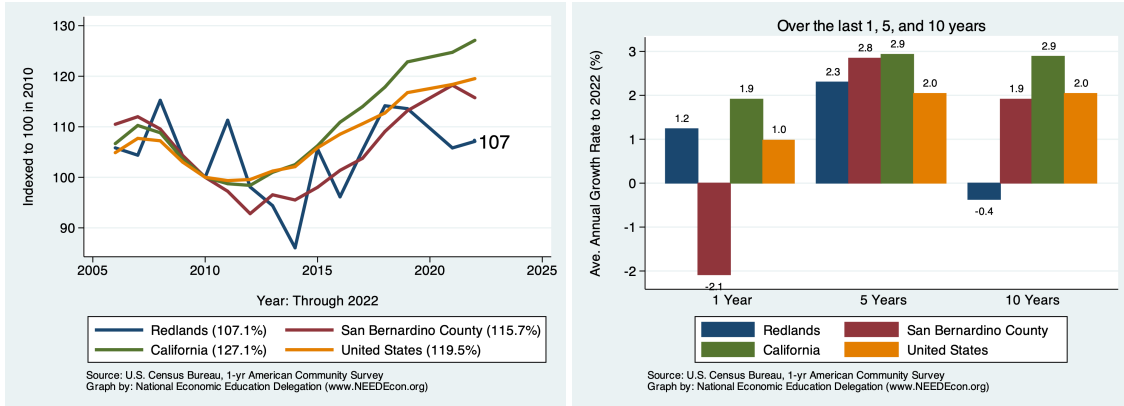 130
120
110
100
90
Indexed to 100 in 2010
107
2005
2010
2015
2020
2025
Year: Through 2022
Redlands (107.1%)
San Bernardino County (115.7%)
California (127.1%)
United States (119.5%)
Source: U.S. Census Bureau, 1-yr American Community Survey
Graph by: National Economic Education Delegation (www.NEEDEcon.org)
Over the last 1, 5, and 10 years
Ave. Annual Growth Rate to 2022 (%)
3
2
1
0
-1
-2
1.2
-2.1
1.9
1.0
2.3
2.8
2.9
2.0
-0.4
1.9
2.9
2.0
1 Year
5 Years
10 Years
Redlands
San Bernardino County
California
United States
Source: U.S. Census Bureau, 1-yr American Community Survey
Graph by: National Economic Education Delegation (www.NEEDEcon.org)